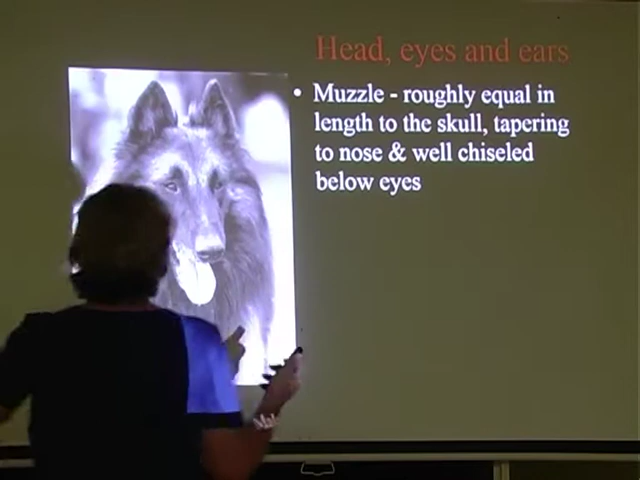 Head, eyes and ears
• Muzzle - roughly equal in
length to the skull, tapering
to nose & well chiseled
below eyes